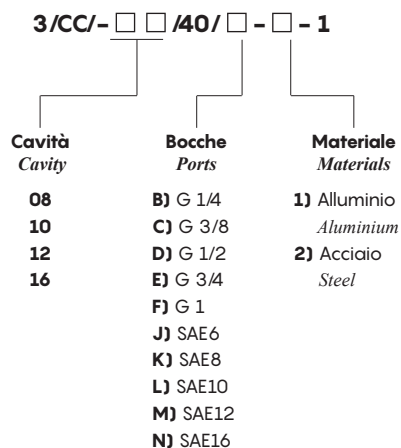 3/CC/-□ □ /40/ □ - □ - 1
Cavità
Cavity
08
10
12
16
Bocche
Ports
B) G 1/4
C) G 3/8
D) G 1/2
E) G 3/4
F) G 1
J) SAE6
K) SAE8
L) SAE10
M) SAE12
N) SAE16
Materiale
Materials
1) Alluminio
Aluminium
2) Acciaio
Steel